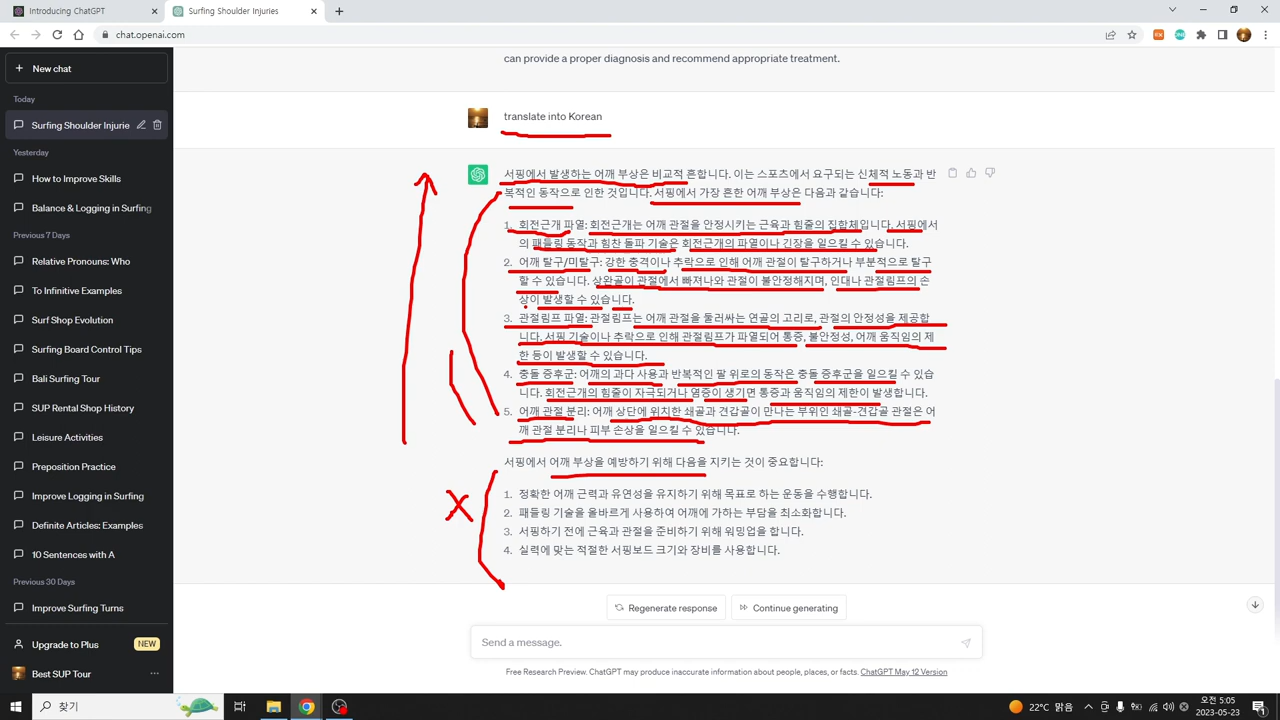 Introducing ChatGPT
Surfing Shoulder Injuries
chat.openai.com
New chat
Today
Surfing Shoulder Injurie
Yesterday
How to Improve Skills
Balance & Logging in Surfing
Previous 7 Days
Relative Pronouns: Who
Imperative Examples
Surf Shop Evolution
Surfing Board Control Tips
Bali Surfing Tour
SUP Rental Shop History
Leisure Activities
Preposition Practice
Improve Logging in Surfing
Definite Articles: Examples
10 Sentences with A
Previous 30 Days
Improve Surfing Turns
Upgrade to Plus NEW
Best SUP Tour
can provide a proper diagnosis and recommend appropriate treatment.
translate into Korean
서핑에서 발생하는 어깨 부상은 비교적 흔합니다. 이는 스포츠에서 요구되는 신체적 노동과 반
복적인 동작으로 인한 것입니다. 서핑에서 가장 흔한 어깨 부상은 다음과 같습니다:
1. 회전근개 파열: 회전근개는 어깨 관절을 안정시키는 근육과 힘줄의 집합체입니다. 서핑에서
의 패들링 동작과 힘찬 돌파 기술은 회전근개의 파열이나 긴장을 일으킬 수 있습니다.
2. 어깨 탈구/미탈구: 강한 충격이나 추락으로 인해 어깨 관절이 탈구하거나 부분적으로 탈구
할 수 있습니다. 상완골이 관절에서 빠져나와 관절이 불안정해지며, 인대나 관절림프의 손
상이 발생할 수 있습니다.
3. 관절림프 파열: 관절림프는 어깨 관절을 둘러싸는 연골의 고리로, 관절의 안정성을 제공합
니다. 서핑 기술이나 추락으로 인해 관절림프가 파열되어 통증, 불안정성, 어깨 움직임의 제
한 등이 발생할 수 있습니다.
4. 충돌 증후군: 어깨의 과다 사용과 반복적인 팔 위로의 동작은 충돌 증후군을 일으킬 수 있습
니다. 회전근개의 힘줄이 자극되거나 염증이 생기면 통증과 움직임의 제한이 발생합니다.
5. 어깨 관절 분리: 어깨 상단에 위치한 쇄골과 견갑골이 만나는 부위인 쇄골-견갑골 관절은 어
깨 관절 분리나 피부 손상을 일으킬 수 있습니다.
서핑에서 어깨 부상을 예방하기 위해 다음을 지키는 것이 중요합니다:
X
1. 정확한 어깨 근력과 유연성을 유지하기 위해 목표로 하는 운동을 수행합니다.
2. 패들링 기술을 올바르게 사용하여 어깨에 가하는 부담을 최소화합니다.
3. 서핑하기 전에 근육과 관절을 준비하기 위해 워밍업을 합니다.
4. 실력에 맞는 적절한 서핑보드 크기와 장비를 사용합니다.
Regenerate response
Continue generating
Send a message.
Free Research Preview. ChatGPT may produce inaccurate information about people, places, or facts. ChatGPT May 12 Version
찾기
22°C 맑음
오전 5:05
2023-05-23